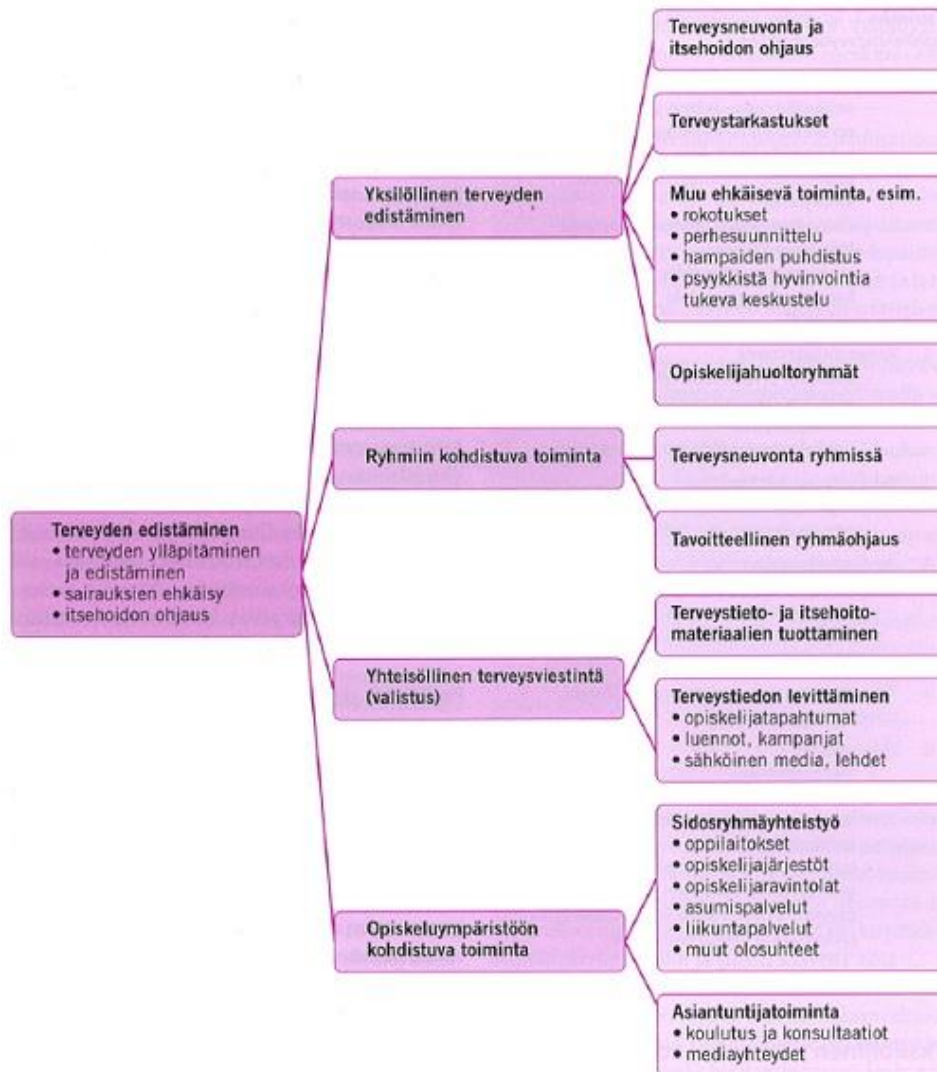 Terveyden edistäminen
• terveyden ylläpitäminen
ja edistäminen
• sairauksien ehkäisy
• itsehoidon ohjaus
Yksilöllinen terveyden
edistäminen
Terveysneuvonta ja
itsehoidon ohjaus
Terveystarkastukset
Muu ehkäisevä toiminta, esim.
• rokotukset
• perhesuunnittelu
• hampaiden puhdistus
• psyykkistä hyvinvointia
tukeva keskustelu
Opiskelijahuoltoryhmät
Ryhmiin kohdistuva toiminta
Terveysneuvonta ryhmissä
Tavoitteellinen ryhmäohjaus
Yhteisöllinen terveysviestintä
(valistus)
Terveystieto- ja itsehoito-
materiaalien tuottaminen
Terveystiedon levittäminen
• opiskelijatapahtumat
• luennot, kampanjat
• sähköinen media, lehdet
Opiskeluympäristöön
kohdistuva toiminta
Sidosryhmäyhteistyö
• oppilaitokset
• opiskelijajärjestöt
• opiskelijaravintolat
• asumispalvelut
• liikuntapalvelut
• muut olosuhteet
Asiantuntijatoiminta
• koulutus ja konsultaatiot
• mediayhteydet